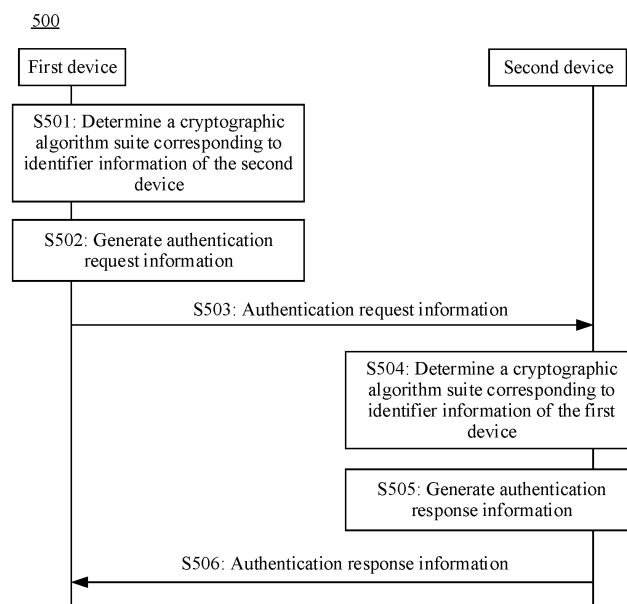 500
First device
Second device
S501: Determine a cryptographic
algorithm suite corresponding to
identifier information of the second
device
S502: Generate authentication
request information
S503: Authentication request information
S504: Determine a cryptographic
algorithm suite corresponding to
identifier information of the first
device
S505: Generate authentication
response information
S506: Authentication response information